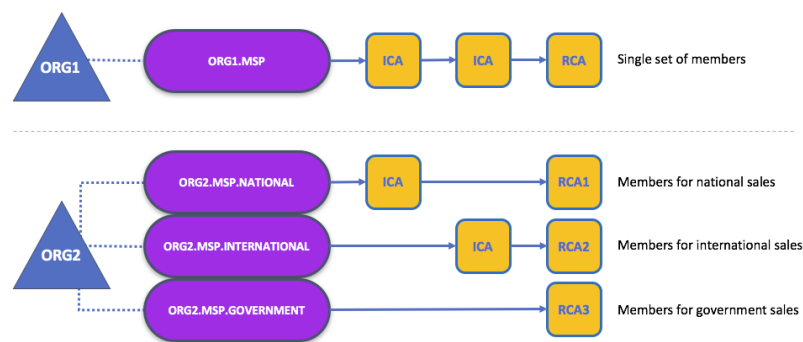 ORG1
ORG1.MSP
ICA
ICA
RCA
Single set of members
ORG2.MSP.NATIONAL
ICA
RCA1
Members for national sales
ORG2
ORG2.MSP.INTERNATIONAL
ICA
RCA2
Members for international sales
ORG2.MSP.GOVERNMENT
RCA3
Members for government sales